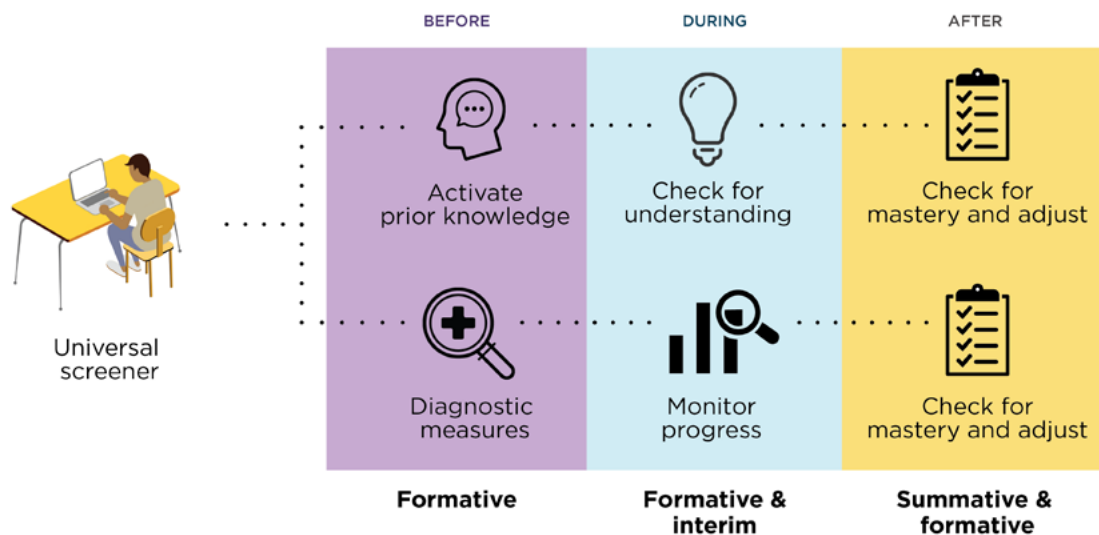 BEFORE
DURING
AFTER
Universal
screener
Activate
prior knowledge
Check for
understanding
Check for
mastery and adjust
Diagnostic
measures
Monitor
progress
Check for
mastery and adjust
Formative
Formative &
interim
Summative &
formative